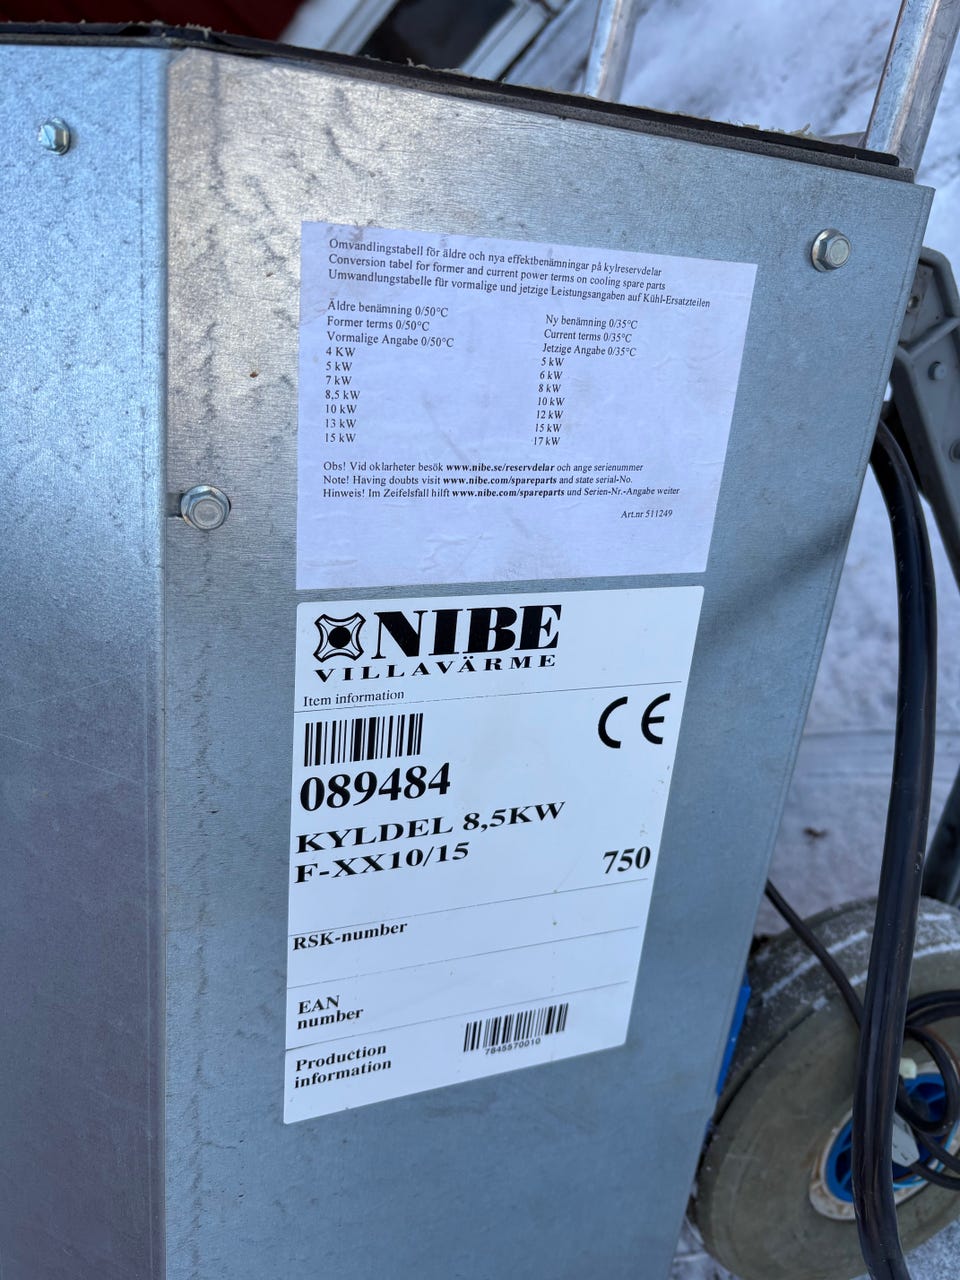 Omvandlingstabell för äldre och nya effektbenämningar på kylreservdelar
Conversion tabel for former and current power terms on cooling spare parts
Umwandlungstabelle für vormalige und jetzige Leistungsangaben auf Kühl-Ersatzteilen
Äldre benämning 0/50°C
Former terms 0/50°C
Vormalige Angabe 0/50°C
4 KW
5 kW
7 kW
8,5 kW
10 kW
13 kW
15 kW
Ny benämning 0/35°C
Current terms 0/35°C
Jetzige Angabe 0/35°C
5 kW
6 kW
8 kW
10 kW
12 kW
15 kW
17 kW
Obs! Vid oklarheter besök www.nibe.se/reservdelar och ange serienummer
Note! Having doubts visit www.nibe.com/spareparts and state serial-No.
Hinweis! Im Zeifelsfall hilft www.nibe.com/spareparts und Serien-Nr.-Angabe weiter
Art.nr 511249
NIBE
VILLAVÄRME
Item information
CE
089484
KYLDEL 8,5KW
F-XX10/15
750
RSK-number
EAN
number
Production
information
7845570010